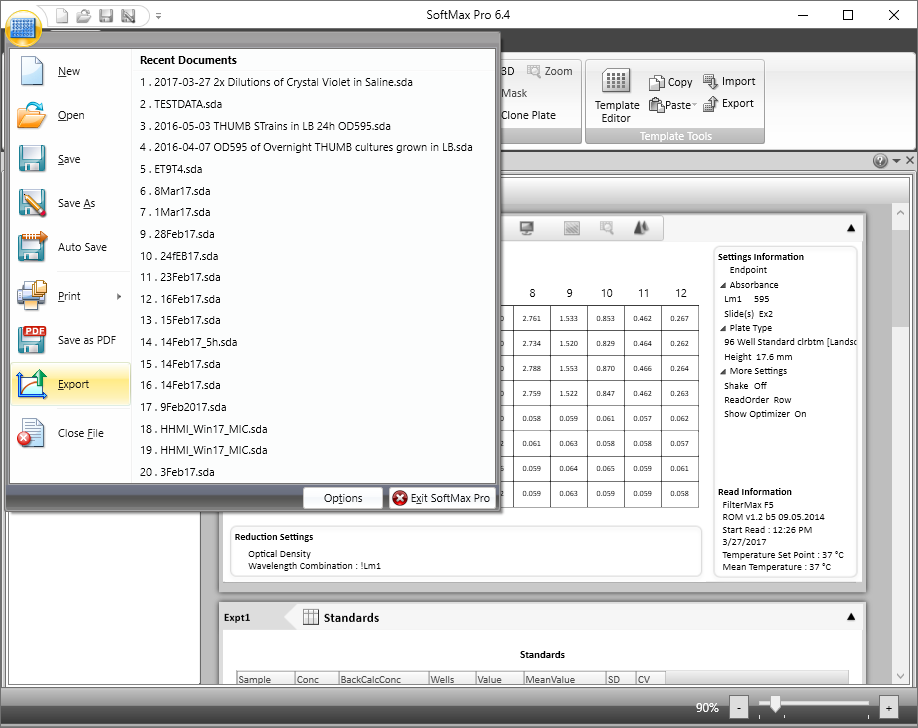 SoftMax Pro 6.4
New
Open
Save
Save As
Auto Save
Print
Save as PDF
Export
Close File
Recent Documents
1 . 2017-03-27 2x Dilutions of Crystal Violet in Saline.sda
2 . TESTDATA.sda
3 . 2016-05-03 THUMB STrains in LB 24h OD595.sda
4 . 2016-04-07 OD595 of Overnight THUMB cultures grown in LB.sda
5 . ET9T4.sda
6 . 8Mar17.sda
7 . 1Mar17.sda
9 . 28Feb17.sda
10 . 24fEB17.sda
11 . 23Feb17.sda
12 . 16Feb17.sda
13 . 15Feb17.sda
14 . 14Feb17_5h.sda
15 . 14Feb17.sda
16 . 14Feb17.sda
17 . 9Feb2017.sda
18 . HHMI_Win17_MIC.sda
19 . HHMI_Win17_MIC.sda
20 . 3Feb17.sda
Options
Exit SoftMax Pro
3D
Zoom
Mask
Clone Plate
Template Editor
Copy
Paste
Import
Export
Template Tools
8 9 10 11 12
2.761 1.533 0.853 0.462 0.267
2.734 1.520 0.829 0.464 0.262
2.788 1.553 0.870 0.466 0.264
2.759 1.522 0.847 0.462 0.263
0.058 0.059 0.061 0.057 0.062
0.061 0.063 0.058 0.058 0.057
0.059 0.064 0.065 0.059 0.061
0.059 0.063 0.059 0.059 0.058
Settings Information
Endpoint
Absorbance
Lm1 595
Slide(s) Ex2
Plate Type
96 Well Standard clrbtm [Landsc
Height 17.6 mm
More Settings
Shake Off
ReadOrder Row
Show Optimizer On
Read Information
FilterMax F5
ROM v1.2 b5 09.05.2014
Start Read : 12:26 PM
3/27/2017
Temperature Set Point : 37 °C
Mean Temperature : 37 °C
Reduction Settings
Optical Density
Wavelength Combination : !Lm1
Expt1
Standards
Standards
Sample Conc BackCalcConc Wells Value MeanValue SD CV
90% - +